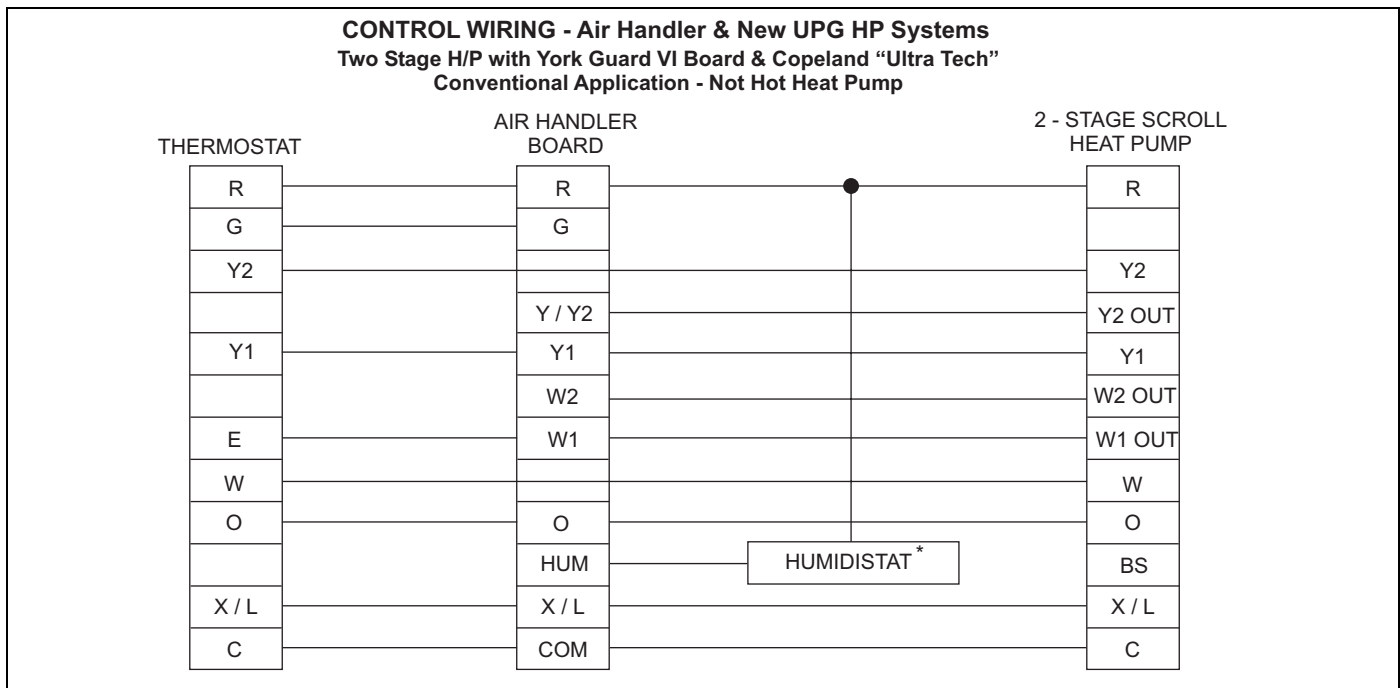 CONTROL WIRING - Air Handler & New UPG HP Systems
Two Stage H/P with York Guard VI Board & Copeland “Ultra Tech”
Conventional Application - Not Hot Heat Pump
THERMOSTAT
AIR HANDLER
BOARD
2 - STAGE SCROLL
HEAT PUMP
R R R
G G
Y2 Y2
Y / Y2 Y2 OUT
Y1 Y1 Y1
W2 W2 OUT
E W1 W1 OUT
W W
O O O
HUM HUMIDISTAT* BS
X / L X / L X / L
C COM C